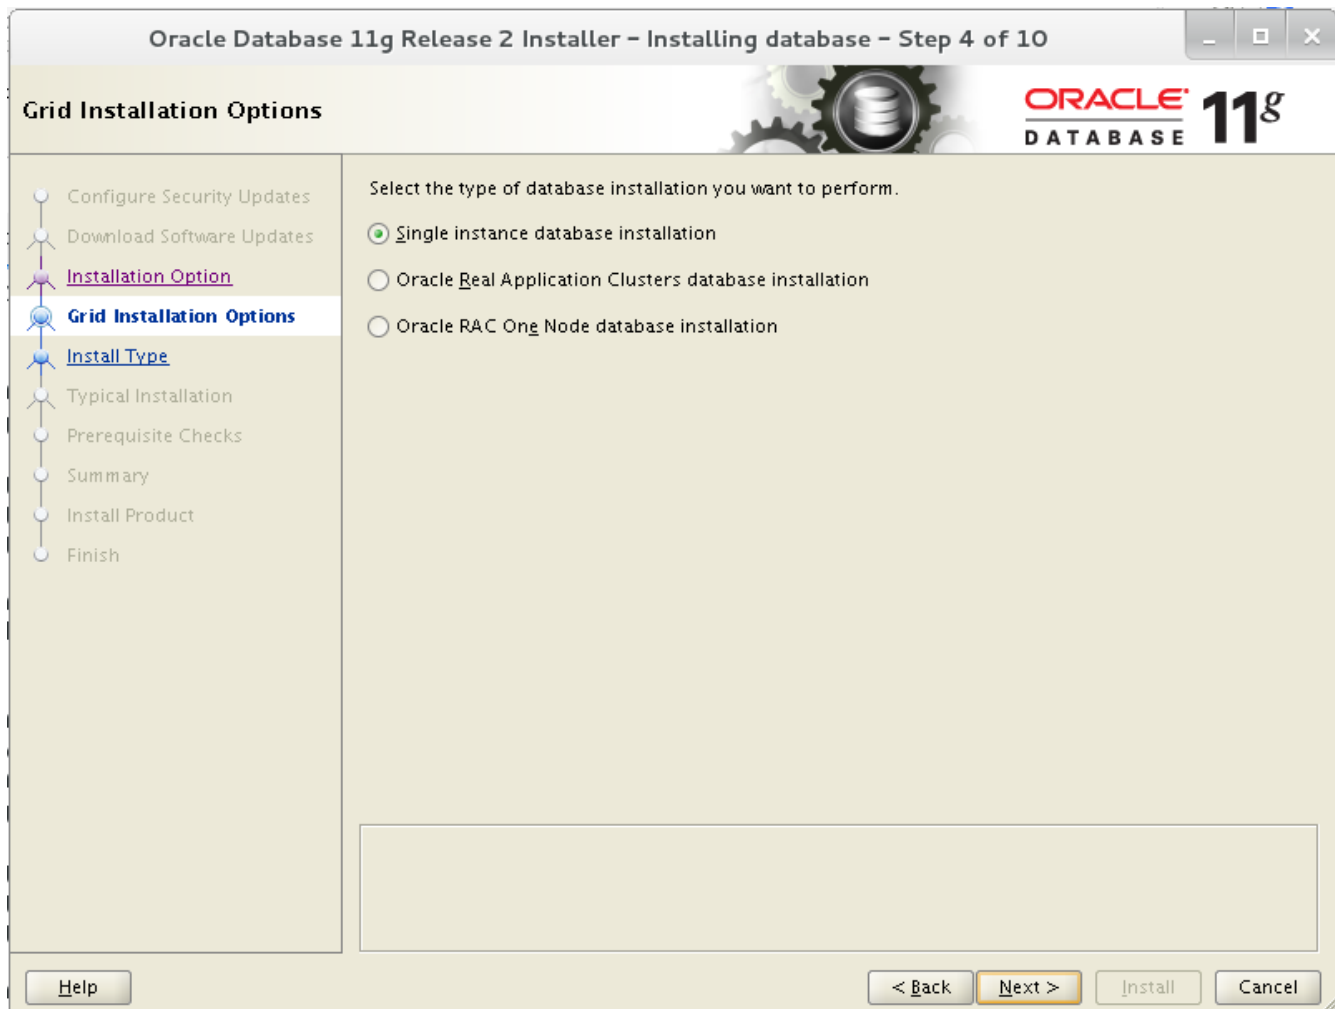 Oracle Database 11g Release 2 Installer – Installing database – Step 4 of 10
Grid Installation Options
ORACLE
DATABASE
11g
Configure Security Updates
Download Software Updates
Installation Option
Grid Installation Options
Install Type
Typical Installation
Prerequisite Checks
Summary
Install Product
Finish
Select the type of database installation you want to perform.
Single instance database installation
Oracle Real Application Clusters database installation
Oracle RAC One Node database installation
Help
< Back
Next >
Install
Cancel